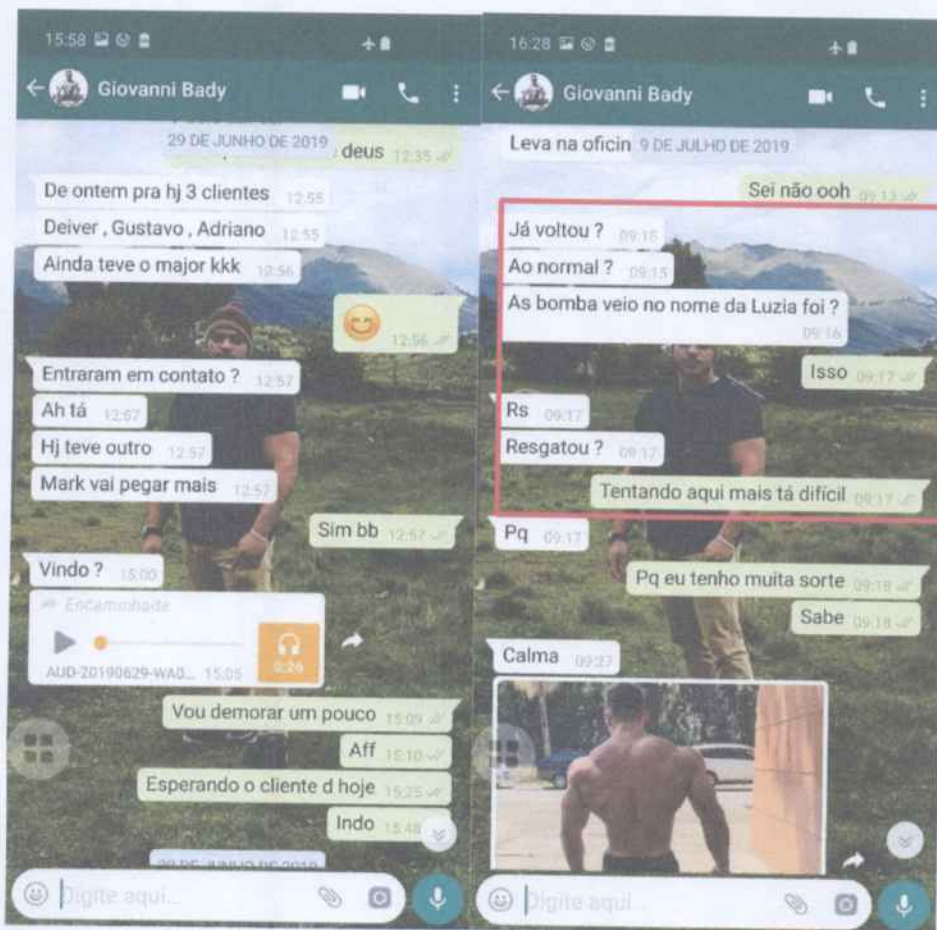 15:58
Giovanni Bady
29 DE JUNHO DE 2019
deus 12:35
De ontem pra hj 3 clientes 12:55
Deiver , Gustavo , Adriano 12:55
Ainda teve o major kkk 12:56
12:56
Entraram em contato ? 12:57
Ah tá 12:57
Hj teve outro 12:57
Mark vai pegar mais 12:57
Sim bb 12:57
Vindo ? 15:00
Encaminhada
0:26
AUD-20190629-WA0... 15:05
Vou demorar um pouco 15:09
Aff 15:10
Esperando o cliente d hoje 15:25
Indo 15:48
DE JUNHO DE 2019
Digite aqui...
16:28
Giovanni Bady
Leva na oficin 9 DE JULHO DE 2019
Sei não ooh 09:13
Já voltou ? 09:15
Ao normal ? 09:15
As bomba veio no nome da Luzia foi ?
09:16
Isso 09:17
Rs 09:17
Resgatou ? 09:17
Tentando aqui mais tá difícil 09:17
Pq 09:17
Pq eu tenho muita sorte 09:18
Sabe 09:18
Calma 09:27
Digite aqui...